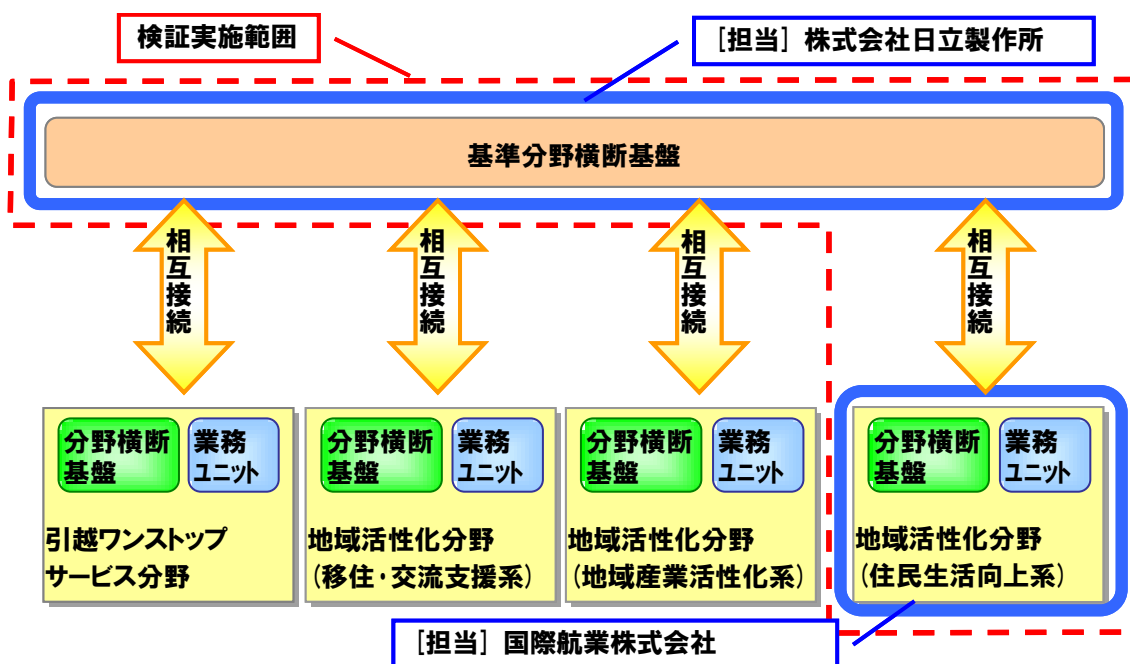 検証実施範囲
[担当] 株式会社日立製作所
基準分野横断基盤
相互接続
相互接続
相互接続
相互接続
分野横断
基盤
業務
ユニット
引越ワンストップ
サービス分野
分野横断
基盤
業務
ユニット
地域活性化分野
(移住・交流支援系)
分野横断
基盤
業務
ユニット
地域活性化分野
(地域産業活性化系)
分野横断
基盤
業務
ユニット
地域活性化分野
(住民生活向上系)
[担当] 国際航業株式会社